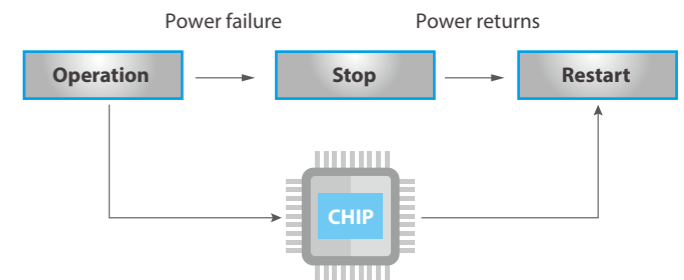 Power failure
Power returns
Operation
Stop
Restart
CHIP